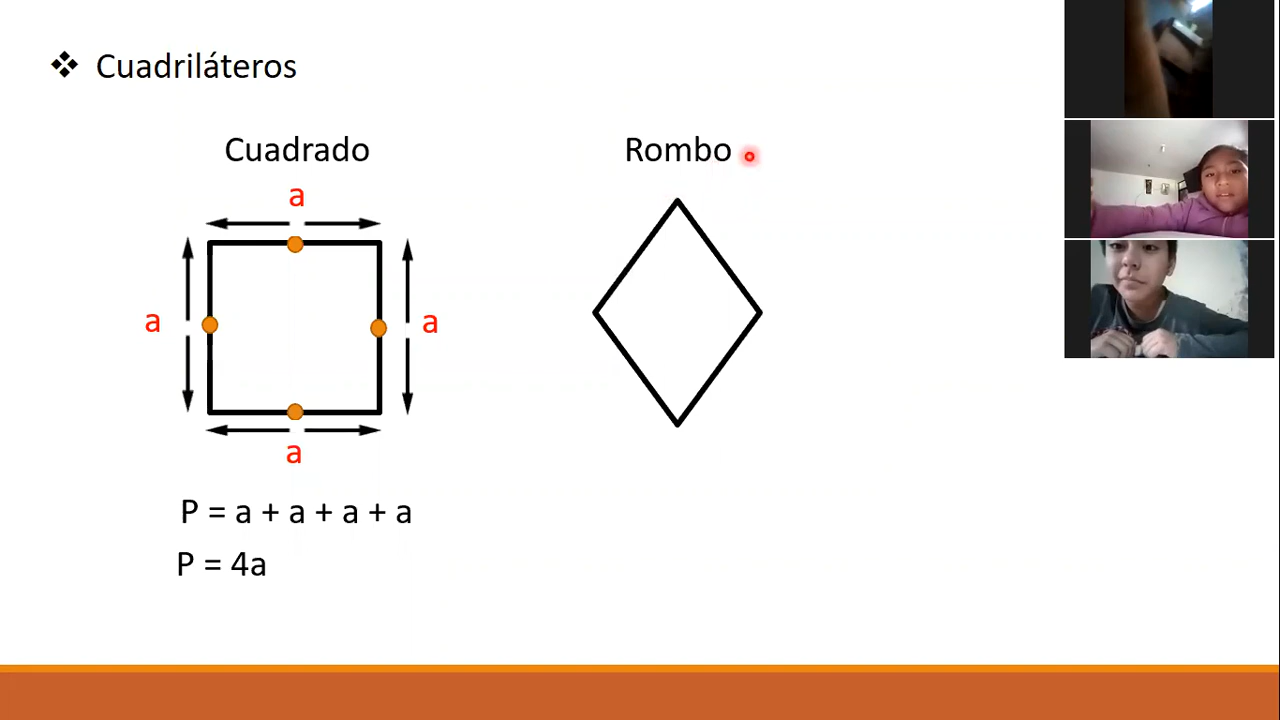 Cuadriláteros
Cuadrado
a
a
a
a
P = a + a + a + a
P = 4a
Rombo